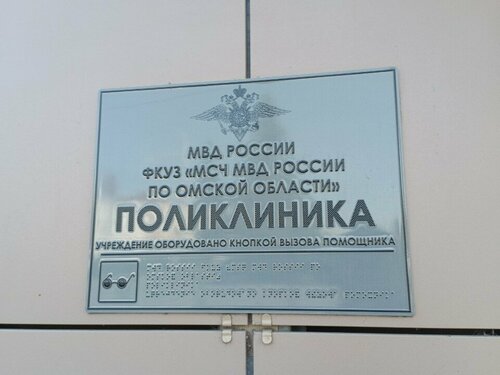 МВД РОССИИ
ФКУЗ «МСЧ МВД РОССИИ
ПО ОМСКОЙ ОБЛАСТИ»
ПОЛИКЛИНИКА
УЧРЕЖДЕНИЕ ОБОРУДОВАНО КНОПКОЙ ВЫЗОВА ПОМОЩНИКА